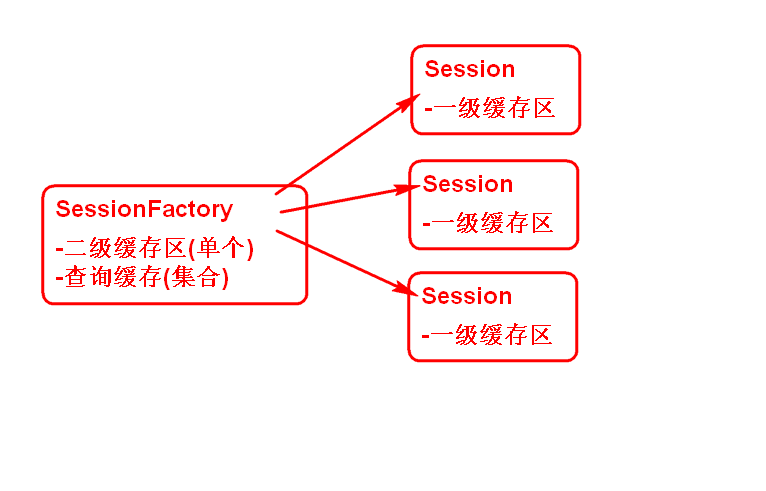 Session
-一级缓存区
Session
-一级缓存区
SessionFactory
-二级缓存区(单个)
-查询缓存(集合)
Session
-一级缓存区